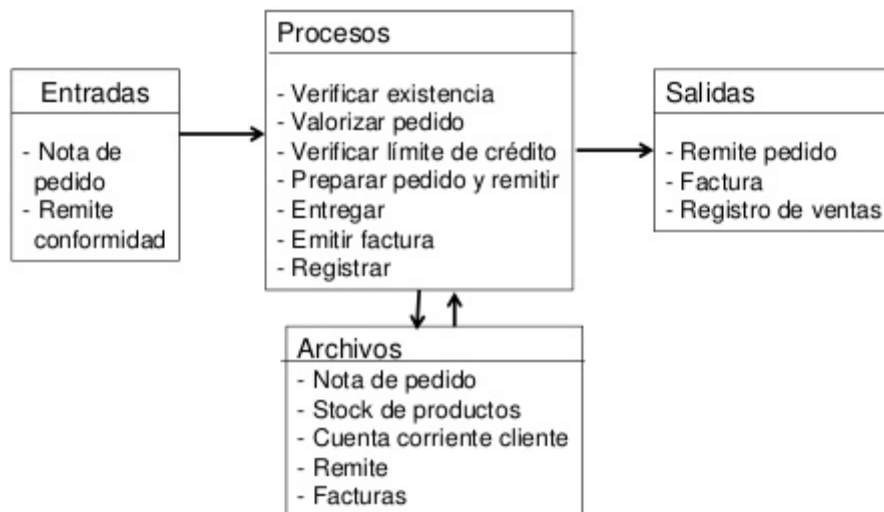 Entradas
- Nota de
pedido
- Remite
conformidad
Procesos
- Verificar existencia
- Valorizar pedido
- Verificar límite de crédito
- Preparar pedido y remitir
- Entregar
- Emitir factura
- Registrar
Salidas
- Remite pedido
- Factura
- Registro de ventas
Archivos
- Nota de pedido
- Stock de productos
- Cuenta corriente cliente
- Remite
- Facturas